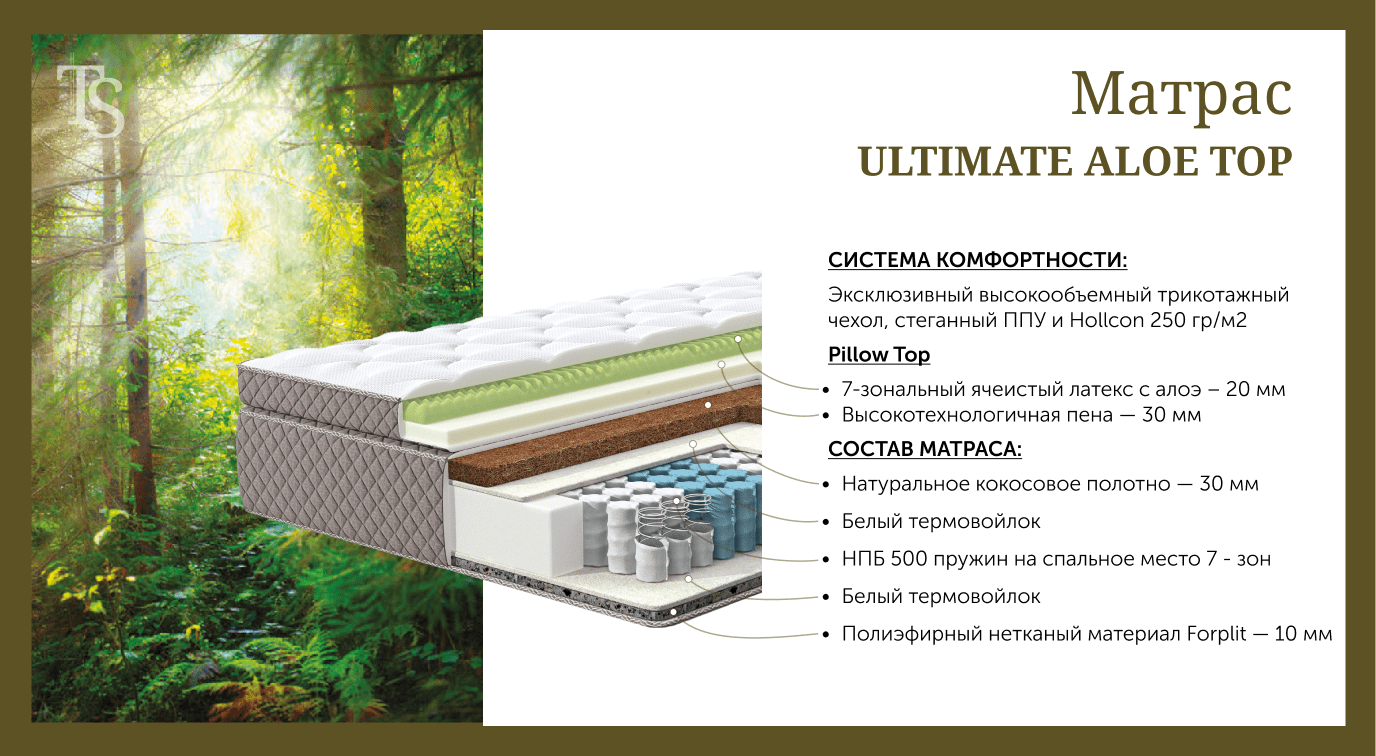 TS
Матрас
ULTIMATE ALOE TOP
СИСТЕМА КОМФОРТНОСТИ:
Эксклюзивный высокообъемный трикотажный
чехол, стеганный ППУ и Hollcon 250 гр/м2
Pillow Top
• 7-зональный ячеистый латекс с алоэ – 20 мм
• Высокотехнологичная пена — 30 мм
СОСТАВ МАТРАСА:
• Натуральное кокосовое полотно — 30 мм
• Белый термовойлок
• НПБ 500 пружин на спальное место 7 - зон
• Белый термовойлок
• Полиэфирный нетканый материал Forplit — 10 мм